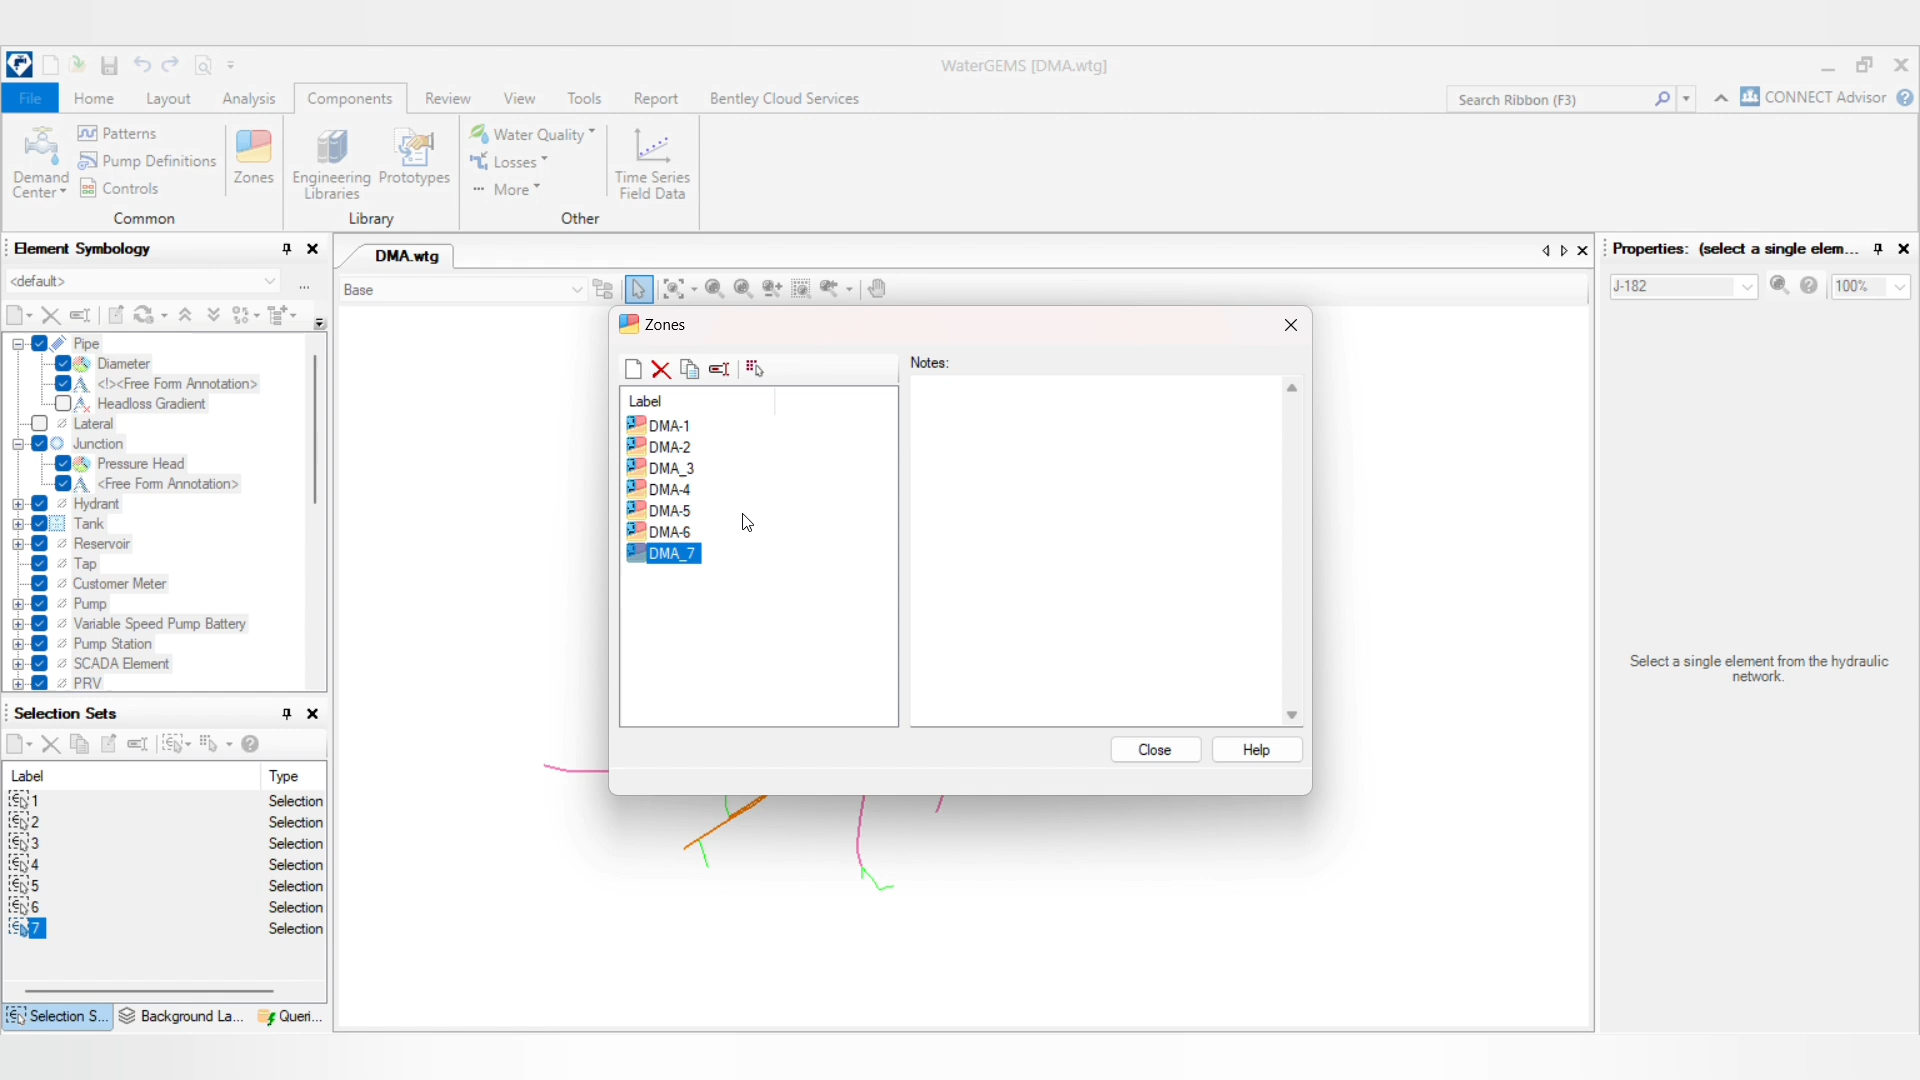 WaterGEMS [DMA.wtg]
File
Home
Layout
Analysis
Components
Review
View
Tools
Report
Bentley Cloud Services
Search Ribbon (F3)
CONNECT Advisor
Demand
Center
Patterns
Pump Definitions
Controls
Zones
Common
Engineering
Libraries
Prototypes
Library
Water Quality
Losses
More
Other
Time Series
Field Data
Element Symbology
<default>
Pipe
Diameter
<!><Free Form Annotation>
Headloss Gradient
Lateral
Junction
Pressure Head
<Free Form Annotation>
Hydrant
Tank
Reservoir
Tap
Customer Meter
Pump
Variable Speed Pump Battery
Pump Station
SCADA Element
PRV
Selection Sets
Label Type
1 Selection
2 Selection
3 Selection
4 Selection
5 Selection
6 Selection
7 Selection
Selection S...
Background La...
Queri...
DMA.wtg
Base
Zones
Label
DMA-1
DMA-2
DMA_3
DMA-4
DMA-5
DMA-6
DMA_7
Notes:
Close
Help
Properties: (select a single elem...
J-182
100%
Select a single element from the hydraulic
network.